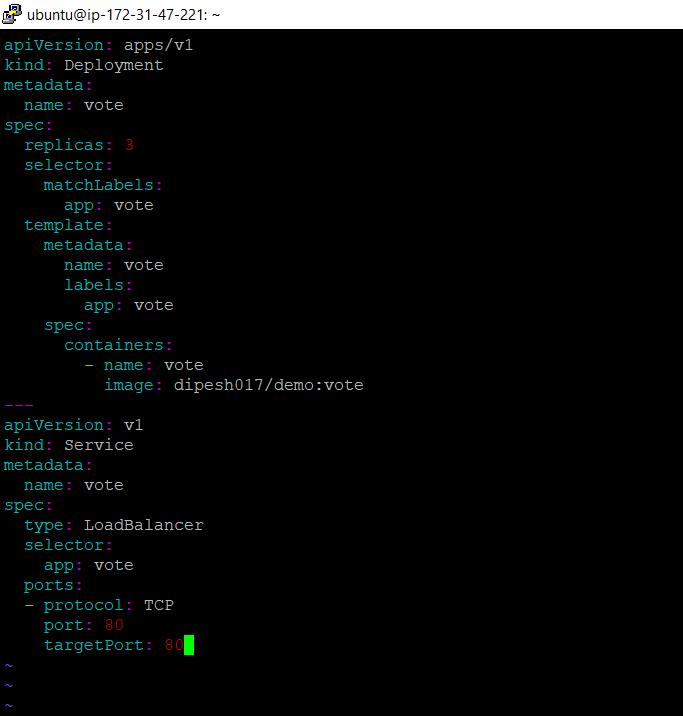 ubuntu@ip-172-31-47-221: ~
apiVersion: apps/v1
kind: Deployment
metadata:
  name: vote
spec:
  replicas: 3
  selector:
    matchLabels:
      app: vote
  template:
    metadata:
      name: vote
      labels:
        app: vote
    spec:
      containers:
        - name: vote
          image: dipesh017/demo:vote
---
apiVersion: v1
kind: Service
metadata:
  name: vote
spec:
  type: LoadBalancer
  selector:
    app: vote
  ports:
  - protocol: TCP
    port: 80
    targetPort: 80
~
~
~